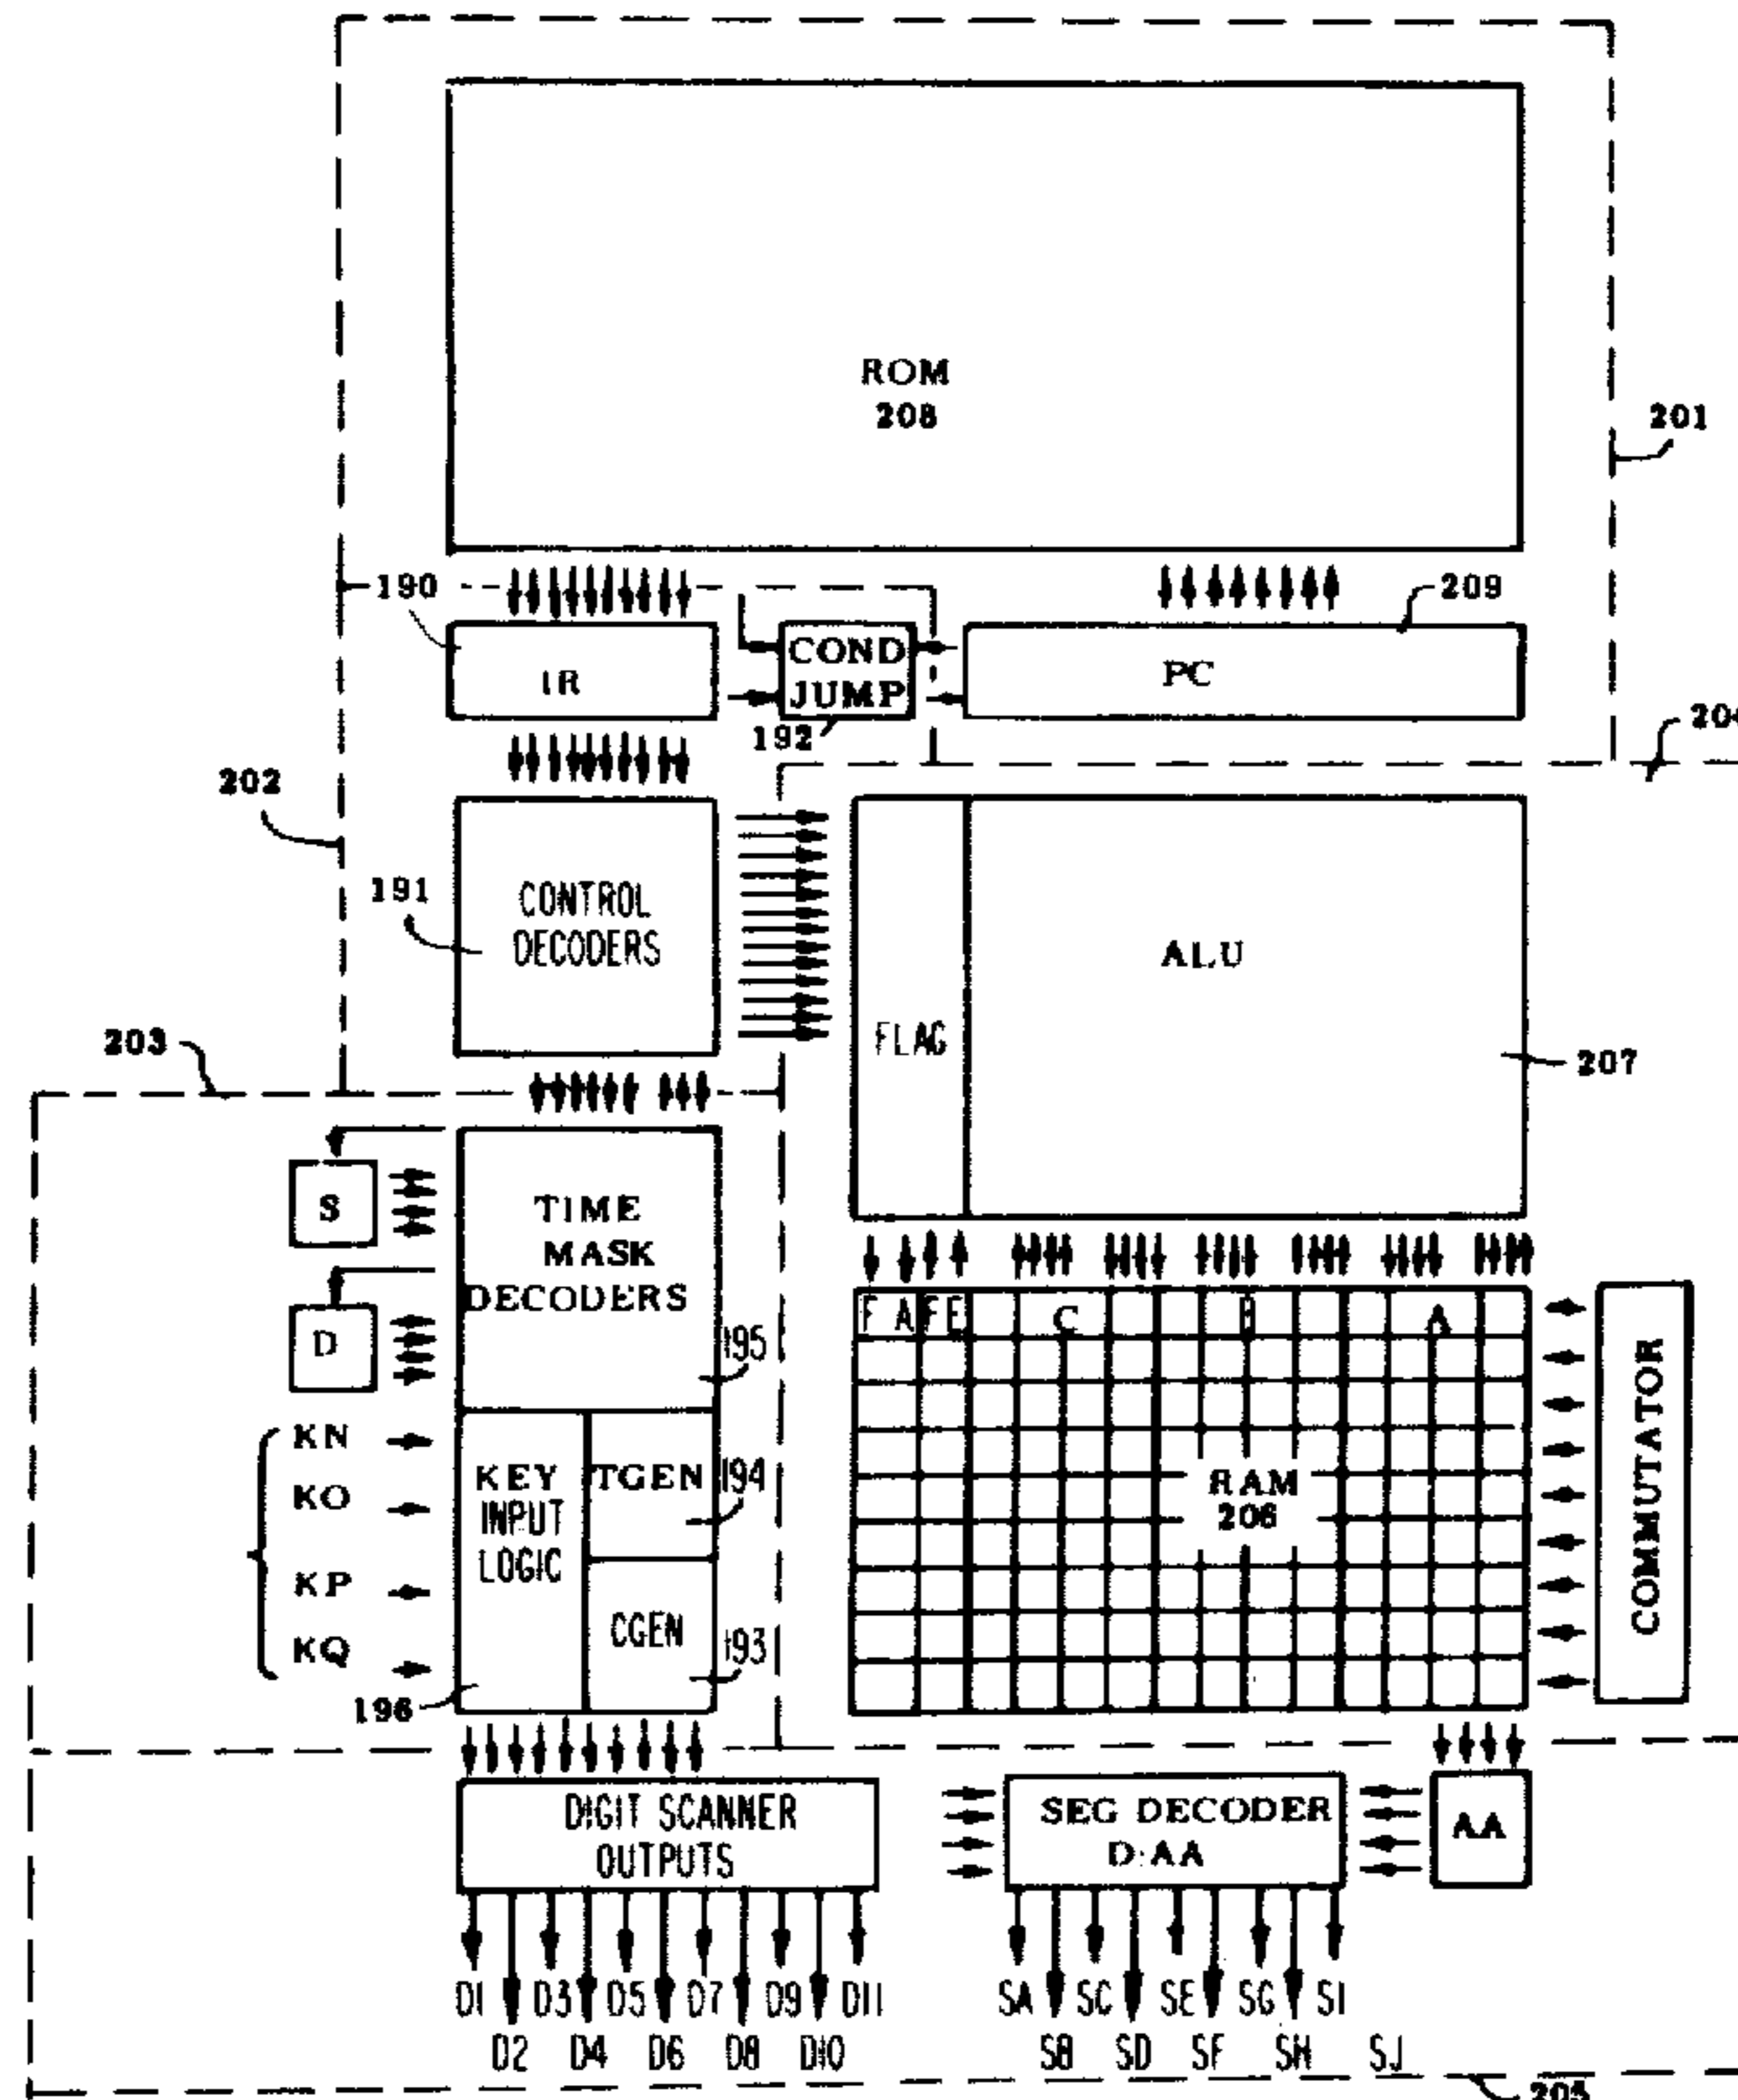 ROM
208
201
190
209
IR
COND
JUMP
PC
192
202
191
CONTROL
DECODERS
ALU
FLAG
203
207
S
TIME
MASK
DECODERS
D
195
F A F E C B A
COMMUTATOR
KN
KO
KP
KQ
KEY
INPUT
LOGIC
TGEN
194
CGEN
193
196
RAM
206
DIGIT SCANNER
OUTPUTS
SEG DECODER
D:AA
AA
D1 D3 D5 D7 D9 D11
D2 D4 D6 D8 D10
SA SC SE SG SI
SB SD SF SH SJ
205